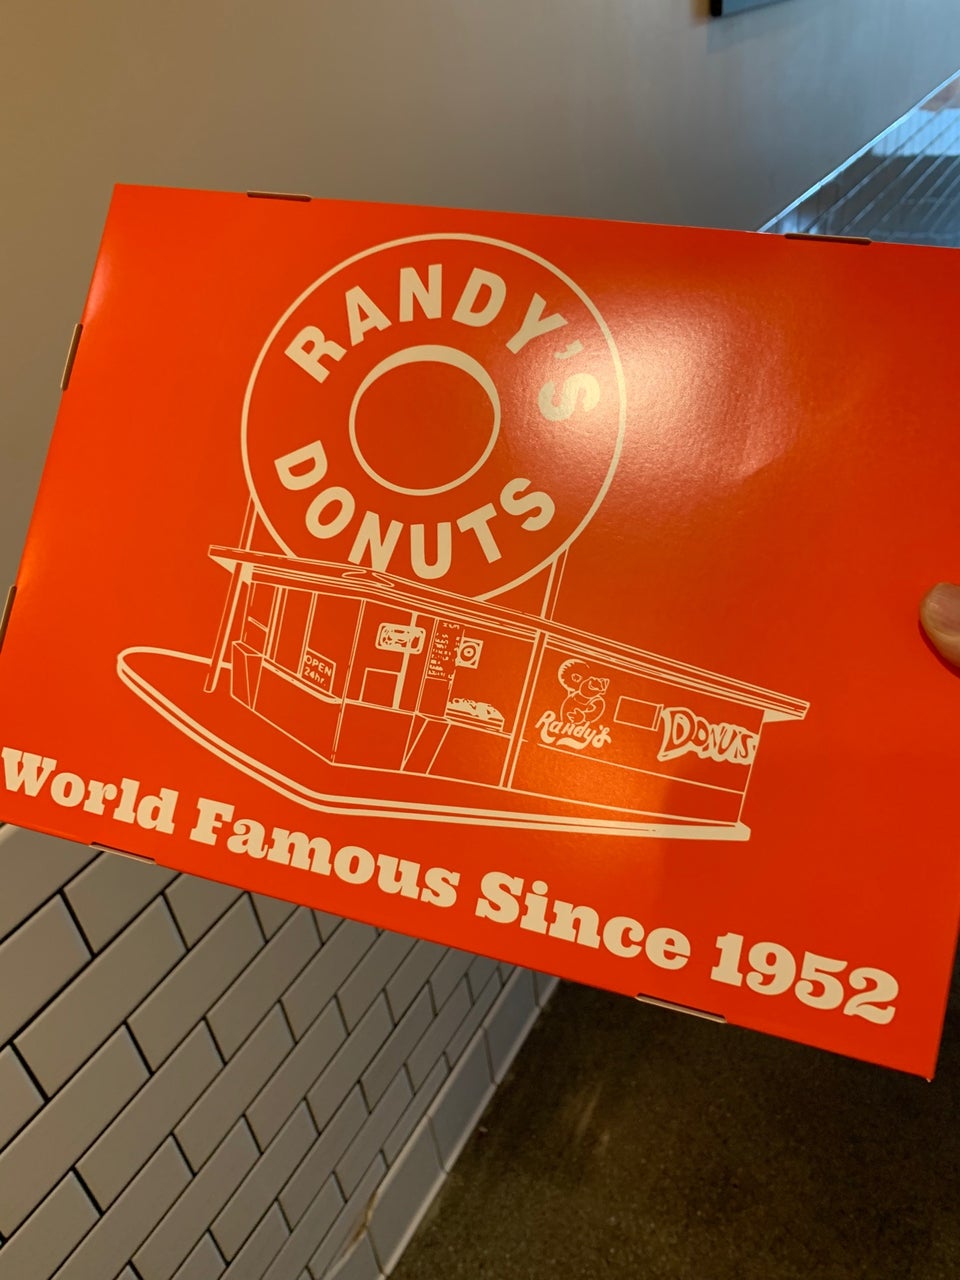 RANDY'S
DONUTS
OPEN
24hr.
Randy's
DONUTS
World Famous Since 1952